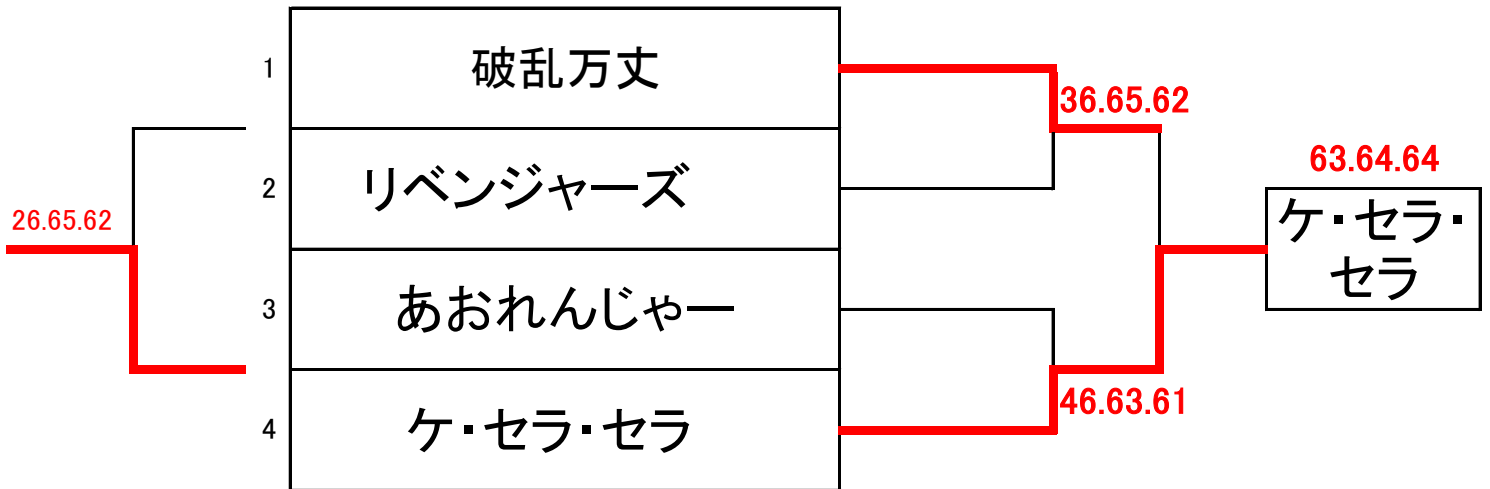 1
破乱万丈
36.65.62
2
リベンジャーズ
63.64.64
26.65.62
ケ・セラ・
セラ
3
あおれんじゃー
46.63.61
4
ケ・セラ・セラ